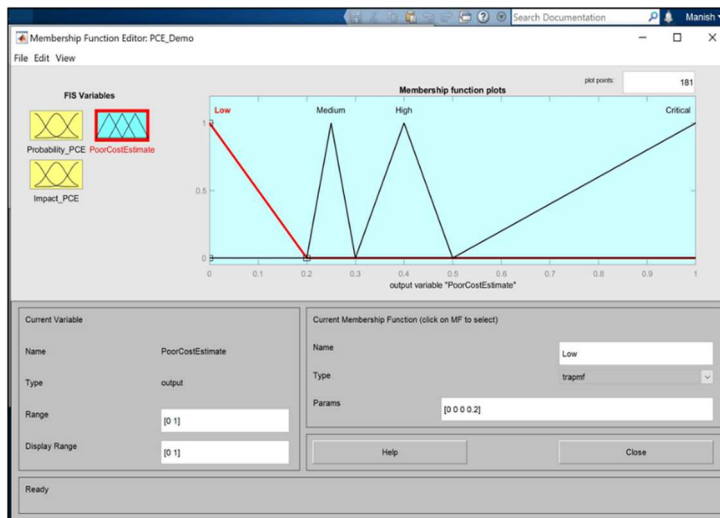 Search Documentation
Manish
Membership Function Editor: PCE_Demo
File Edit View
FIS Variables
Probability_PCE
PoorCostEstimate
Impact_PCE
Membership function plots
plot points:
181
Low
Medium
High
Critical
1
0.5
0
0 0.1 0.2 0.3 0.4 0.5 0.6 0.7 0.8 0.9 1
output variable "PoorCostEstimate"
Current Variable
Name PoorCostEstimate
Type output
Range [0 1]
Display Range [0 1]
Current Membership Function (click on MF to select)
Name Low
Type trapmf
Params [0 0 0 0.2]
Help
Close
Ready